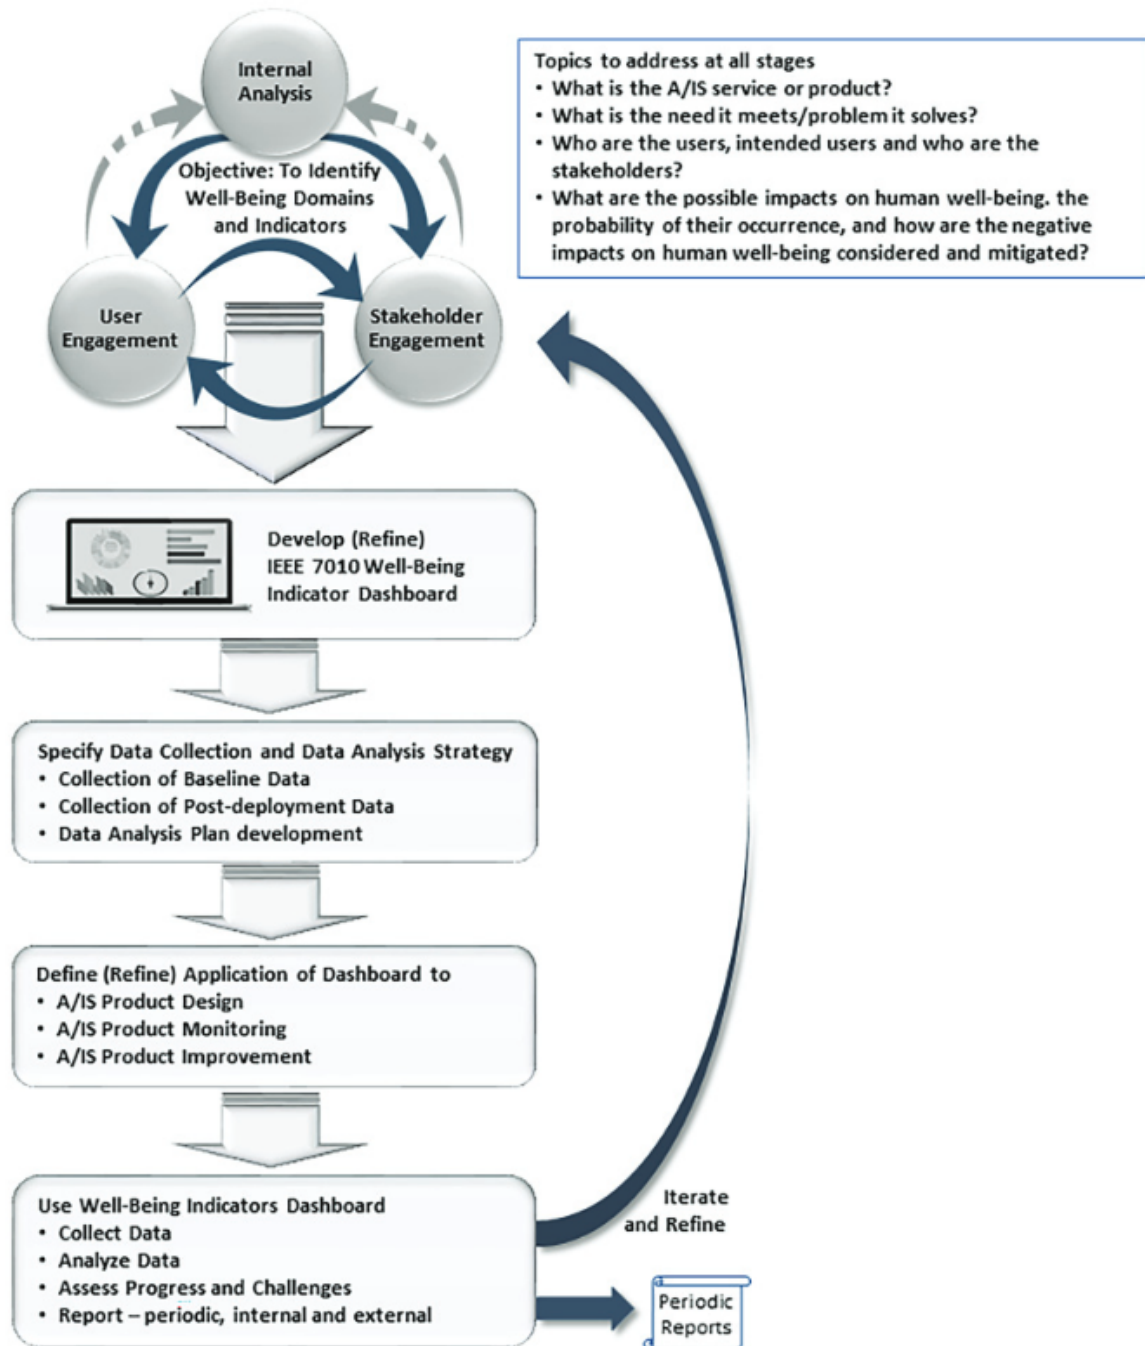 Internal
Analysis
Objective: To Identify
Well-Being Domains
and Indicators
User
Engagement
Stakeholder
Engagement
Topics to address at all stages
• What is the A/IS service or product?
• What is the need it meets/problem it solves?
• Who are the users, intended users and who are the
stakeholders?
• What are the possible impacts on human well-being. the
probability of their occurrence, and how are the negative
impacts on human well-being considered and mitigated?
Develop (Refine)
IEEE 7010 Well-Being
Indicator Dashboard
Specify Data Collection and Data Analysis Strategy
• Collection of Baseline Data
• Collection of Post-deployment Data
• Data Analysis Plan development
Define (Refine) Application of Dashboard to
• A/IS Product Design
• A/IS Product Monitoring
• A/IS Product Improvement
Use Well-Being Indicators Dashboard
• Collect Data
• Analyze Data
• Assess Progress and Challenges
• Report – periodic, internal and external
Iterate
and Refine
Periodic
Reports